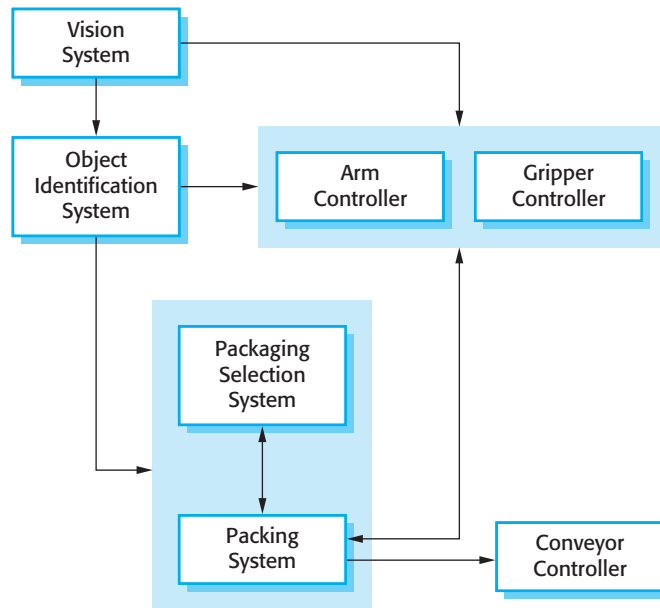 Vision
System
Object
Identification
System
Arm
Controller
Gripper
Controller
Packaging
Selection
System
Packing
System
Conveyor
Controller